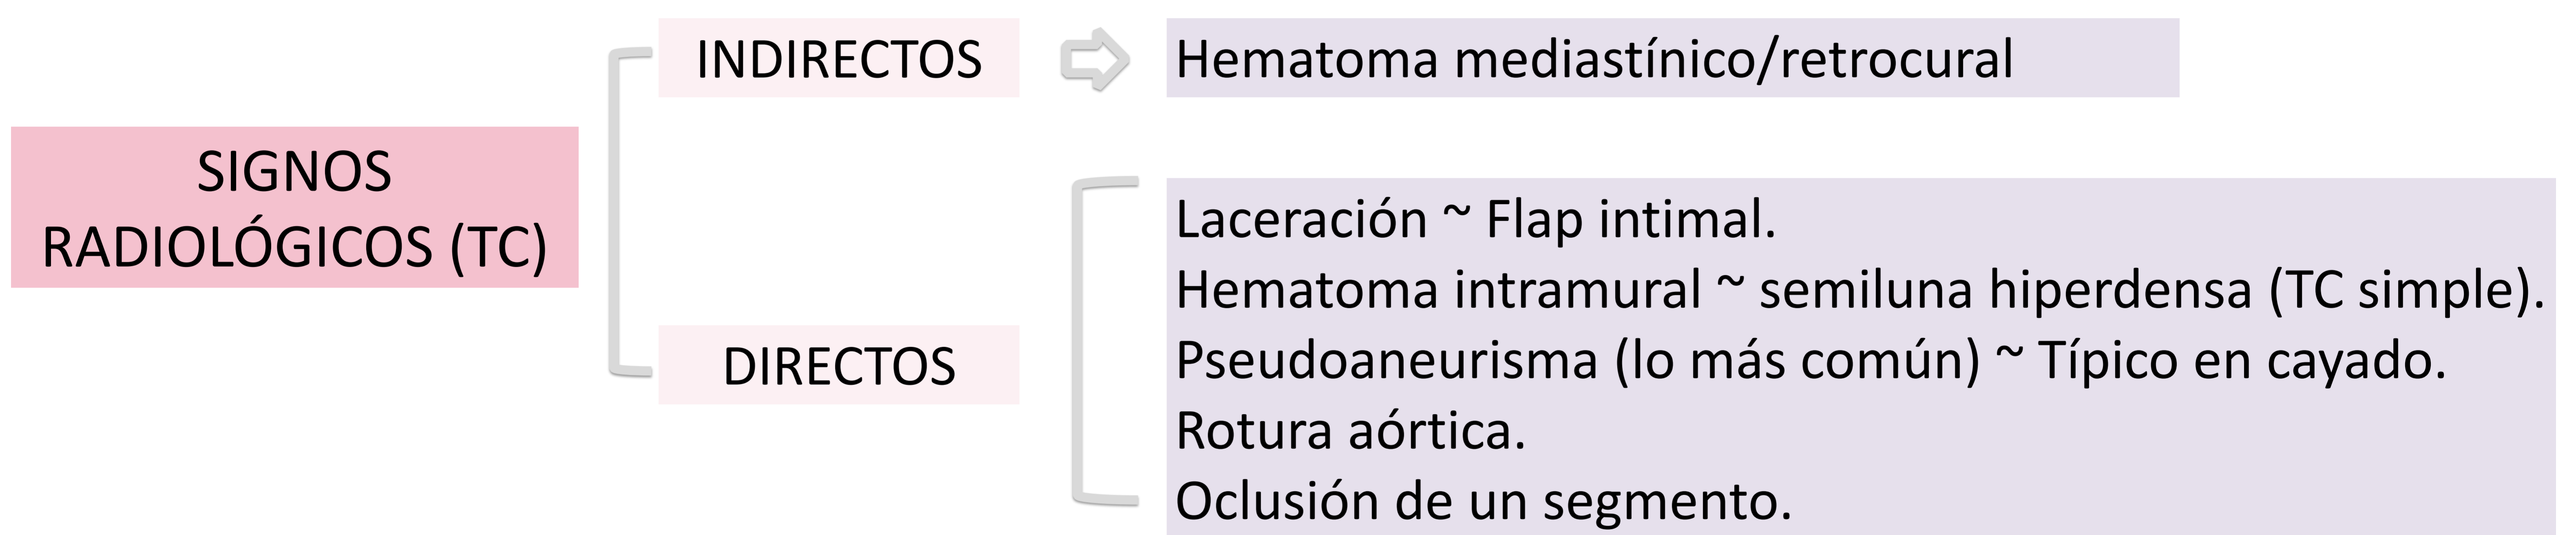 SIGNOS
RADIOLÓGICOS (TC)
INDIRECTOS
Hematoma mediastínico/retrocural
DIRECTOS
Laceración ~ Flap intimal.
Hematoma intramural ~ semiluna hiperdensa (TC simple).
Pseudoaneurisma (lo más común) ~ Típico en cayado.
Rotura aórtica.
Oclusión de un segmento.